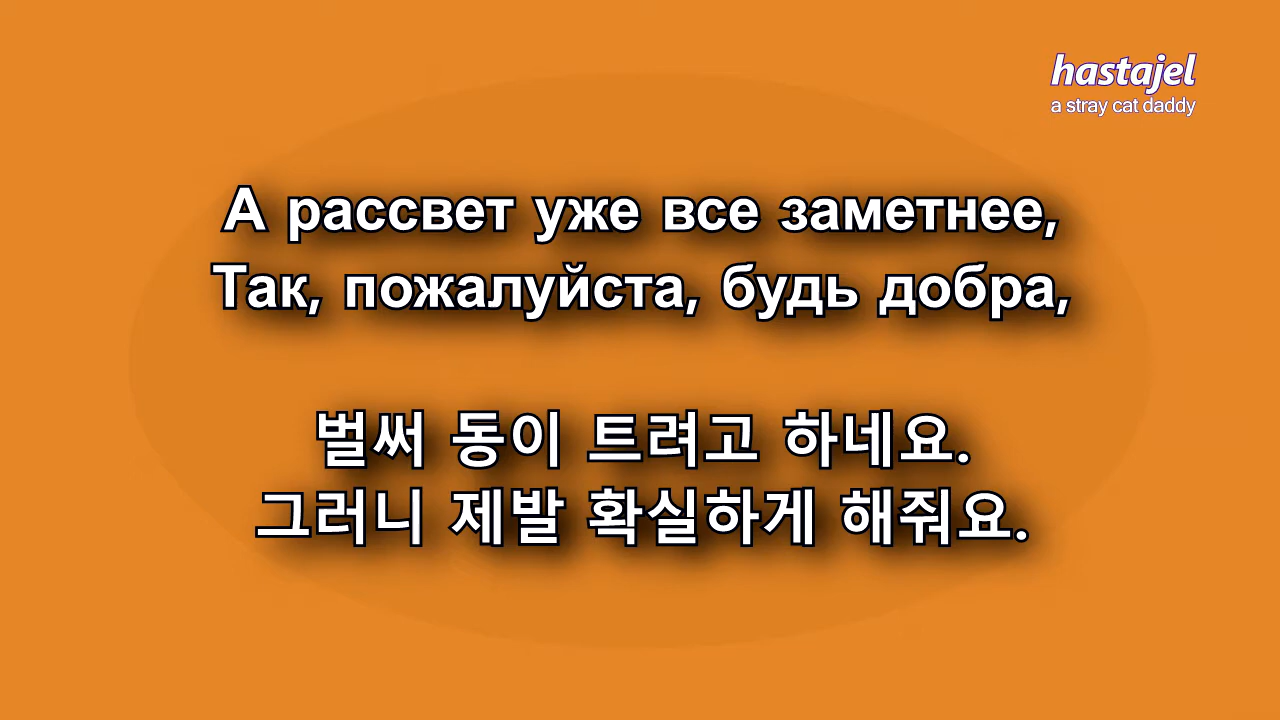 hastajel
a stray cat daddy
А рассвет уже все заметнее,
Так, пожалуйста, будь добра,
벌써 동이 트려고 하네요.
그러니 제발 확실하게 해줘요.